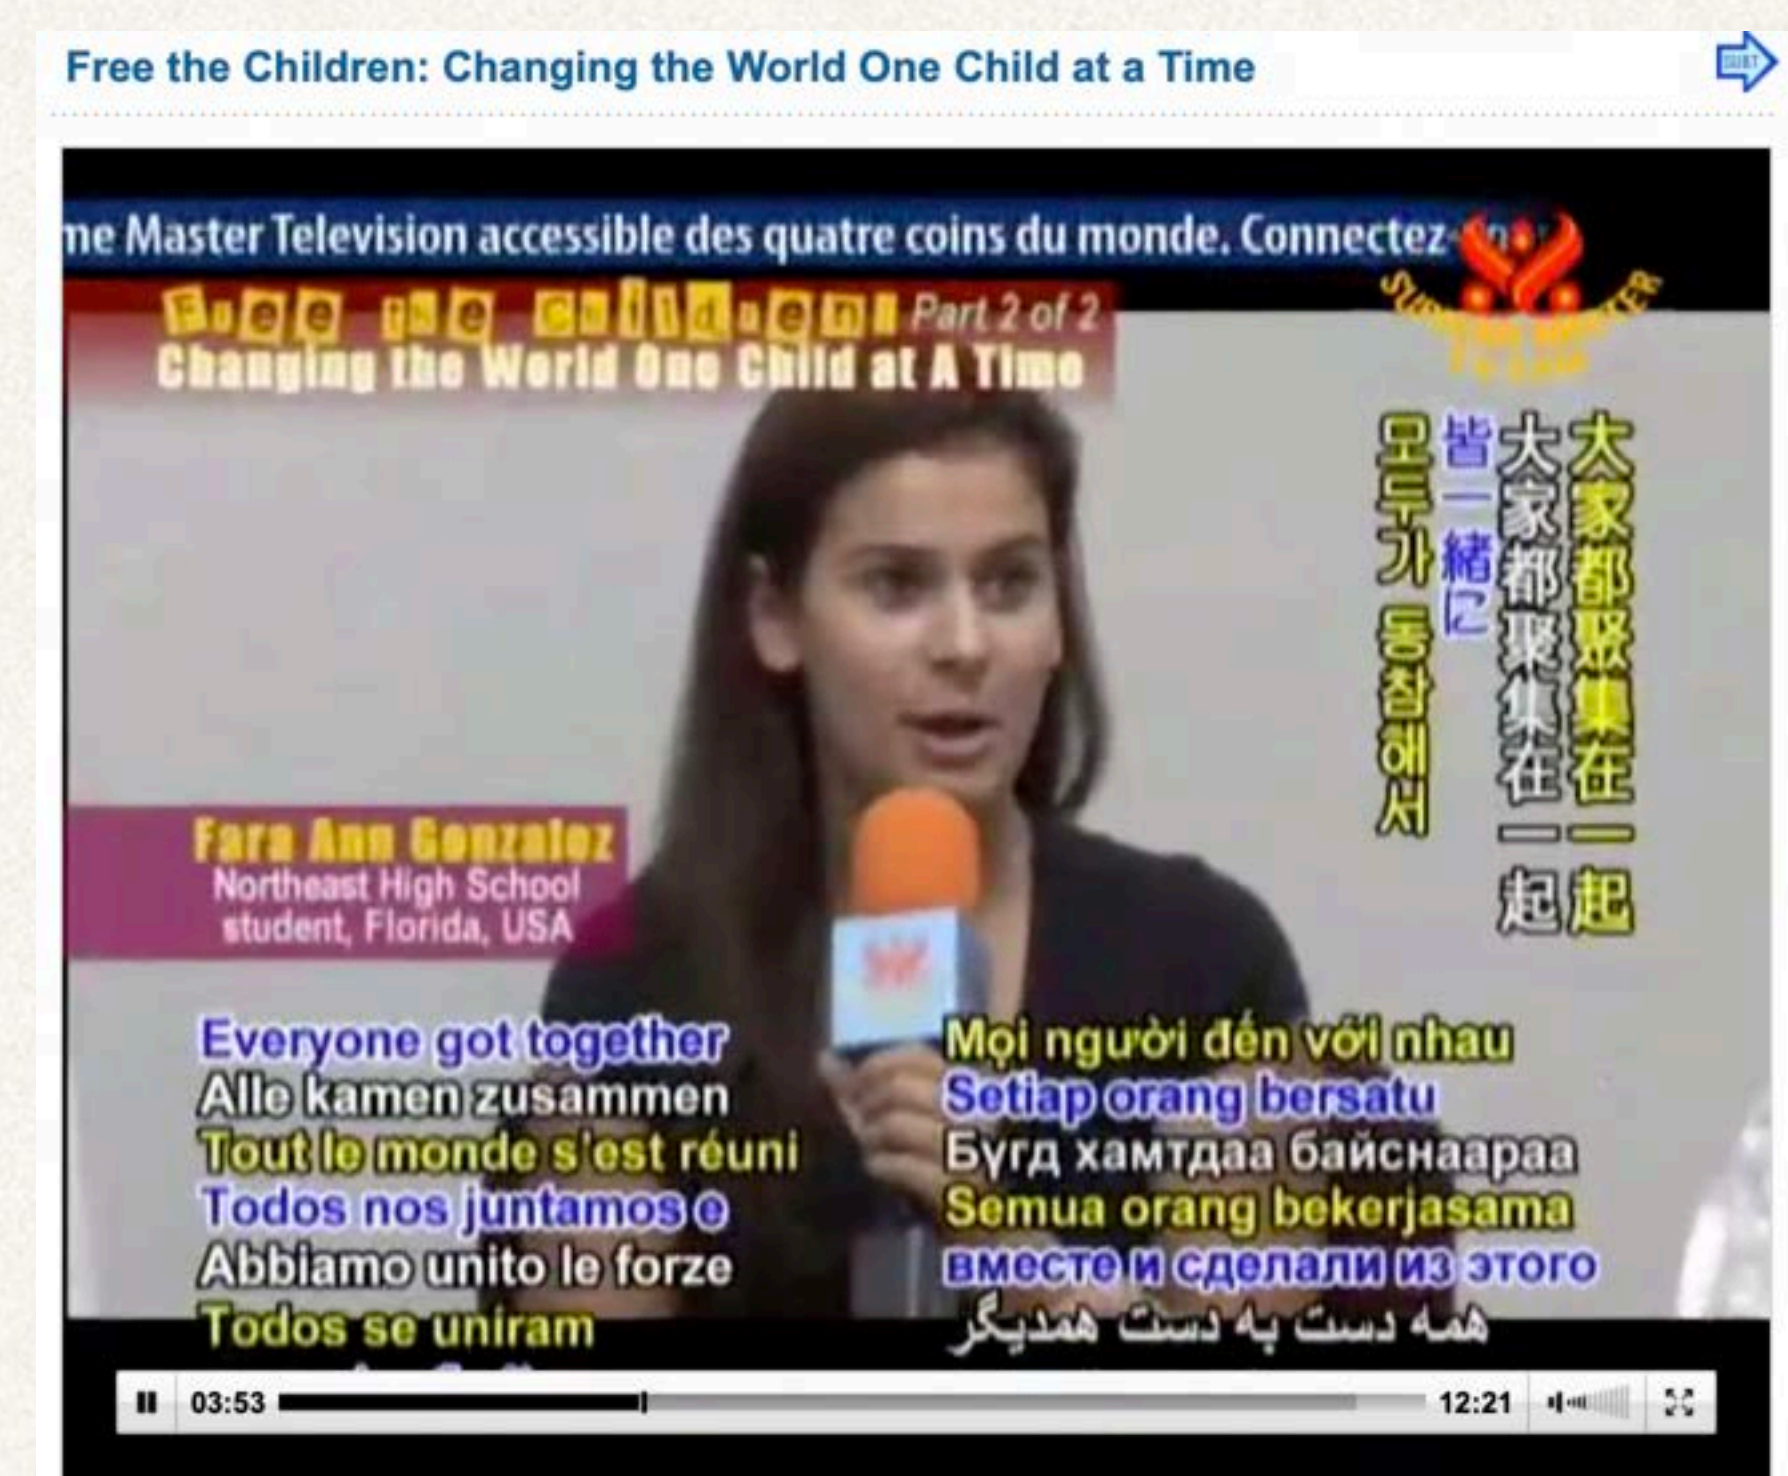 Free the Children: Changing the World One Child at a Time
SUBT
me Master Television accessible des quatre coins du monde. Connectez-
Free the Children: Part 2 of 2
Changing the World One Child at A Time
SUPREME MASTER
大家都聚集在一起
大家都聚集在一起
皆一緒に
모두가 동참해서
Fara Ann Gonzalez
Northeast High School
student, Florida, USA
Everyone got together
Alle kamen zusammen
Tout le monde s'est réuni
Todos nos juntamos e
Abbiamo unito le forze
Todos se uniram
Mọi người đến với nhau
Setiap orang bersatu
Бүгд хамтдаа байснаараа
Semua orang bekerjasama
вместе и сделали из этого
همه دست به دست همدیگر
03:53
12:21